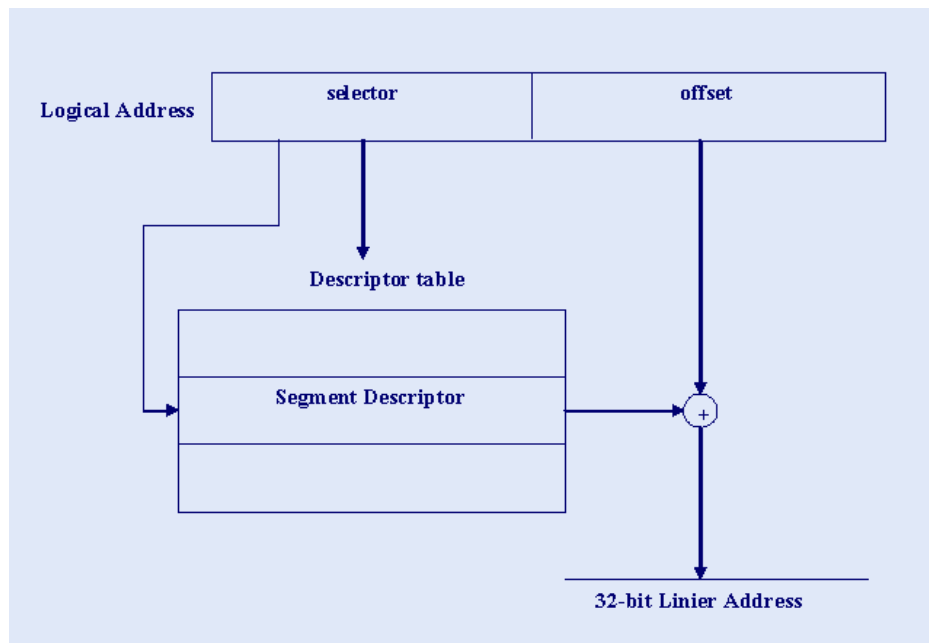 selector
offset
Logical Address
Descriptor table
Segment Descriptor
+
32-bit Linier Address